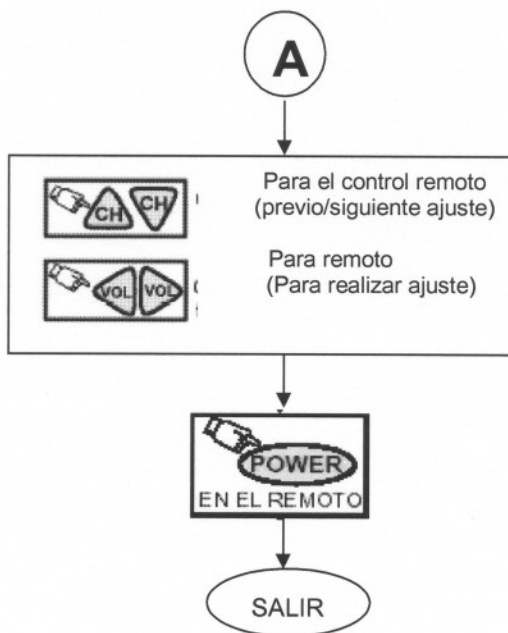 A
CH CH Para el control remoto
(previo/siguiente ajuste)
VOL VOL Para remoto
(Para realizar ajuste)
POWER
EN EL REMOTO
SALIR